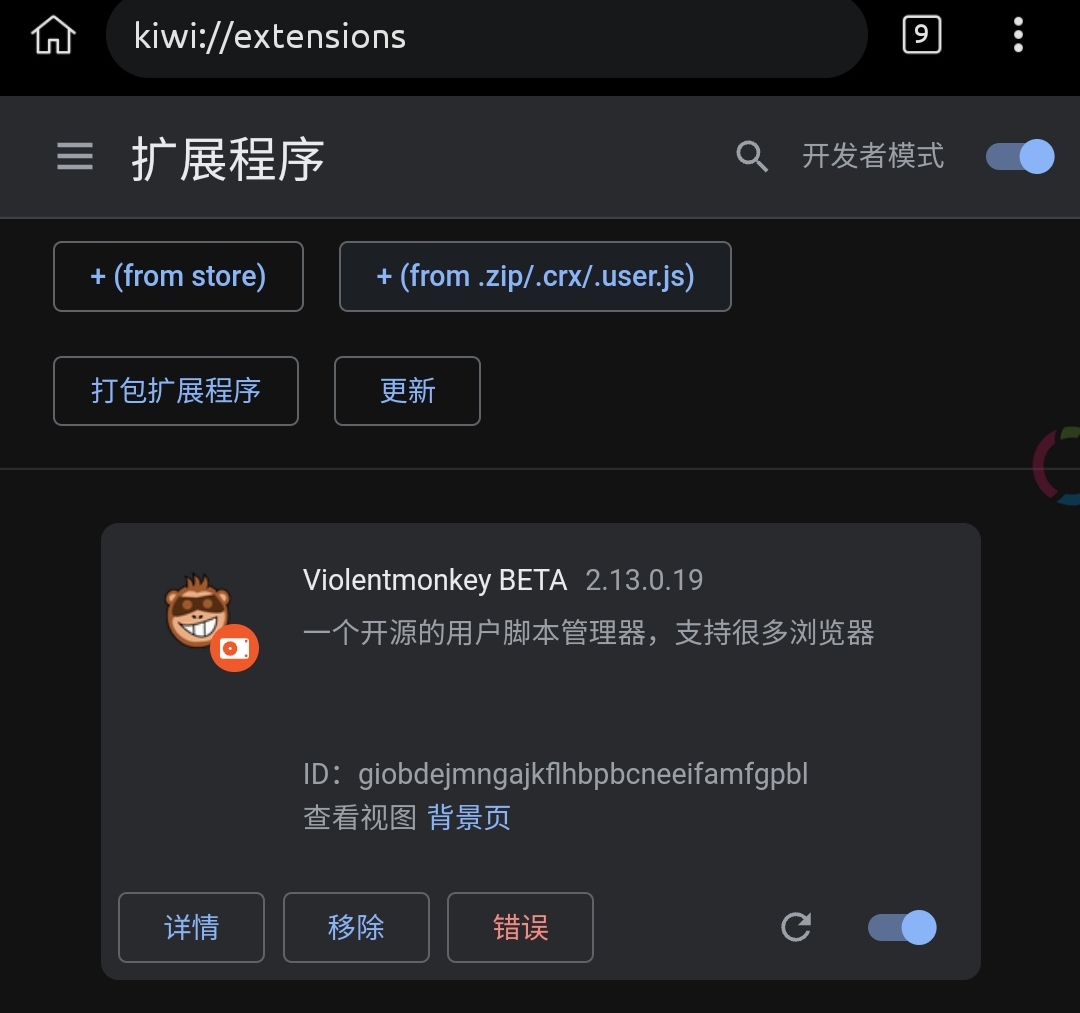 kiwi://extensions
9
扩展程序
开发者模式
+ (from store)
+ (from .zip/.crx/.user.js)
打包扩展程序
更新
Violentmonkey BETA 2.13.0.19
一个开源的用户脚本管理器，支持很多浏览器
ID：giobdejmngajkflhbpbcneeifamfgpbl
查看视图 背景页
详情
移除
错误